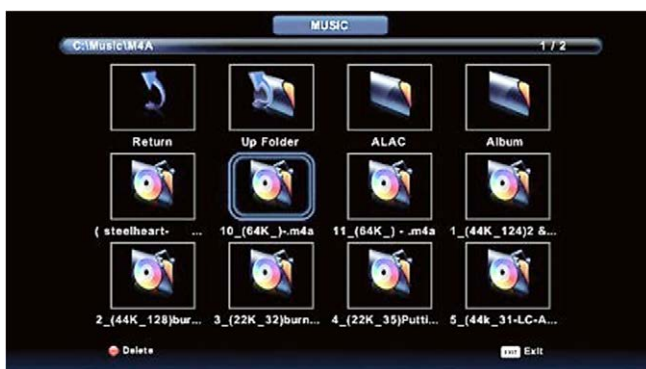 MUSIC
C:\Music\M4A 1 / 2
Return Up Folder ALAC Album
( steelheart- ... 10_(64K_)-.m4a 11_(64K_) - .m4a 1_(44K_124)2 &...
2_(44K_128)bur... 3_(22K_32)burn... 4_(22K_35)Putti... 5_(44k_31-LC-A...
Delete EXIT Exit